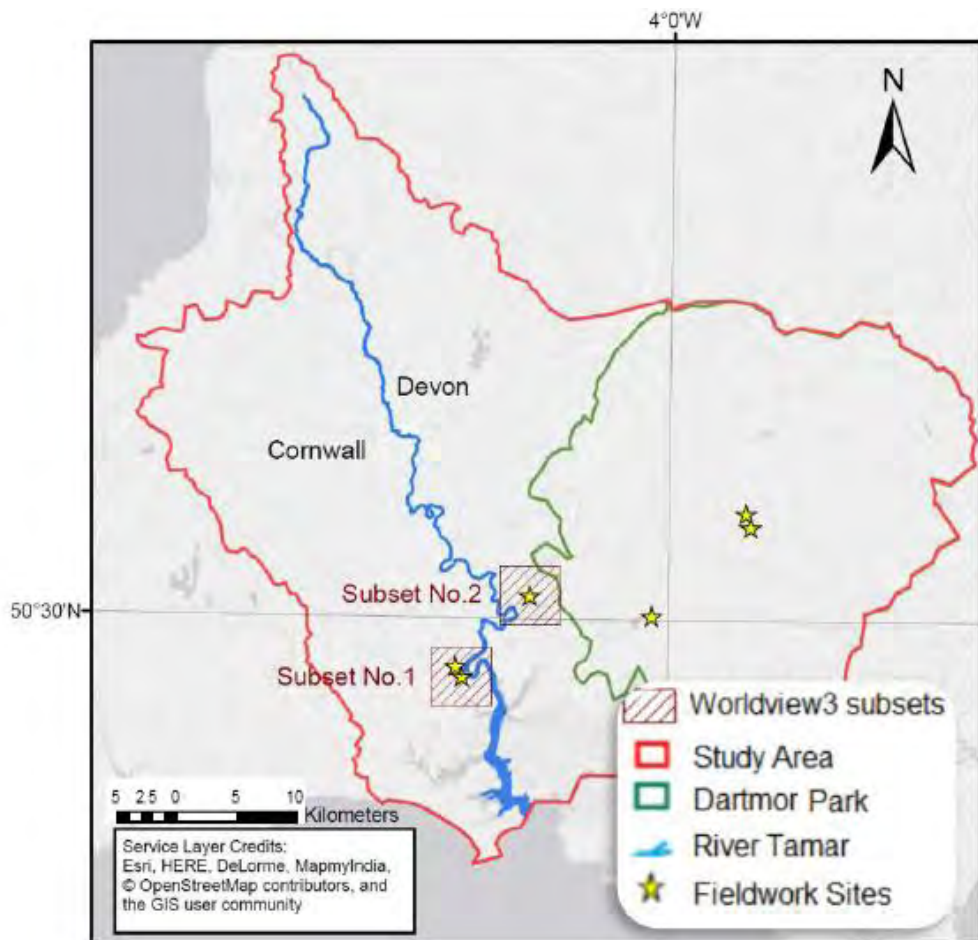 4°0'W
N
Devon
Cornwall
Subset No.2
50°30'N
Subset No.1
Worldview3 subsets
Study Area
Dartmor Park
River Tamar
Fieldwork Sites
5 2.5 0 5 10
Kilometers
Service Layer Credits:
Esri, HERE, DeLorme, MapmyIndia,
© OpenStreetMap contributors, and
the GIS user community